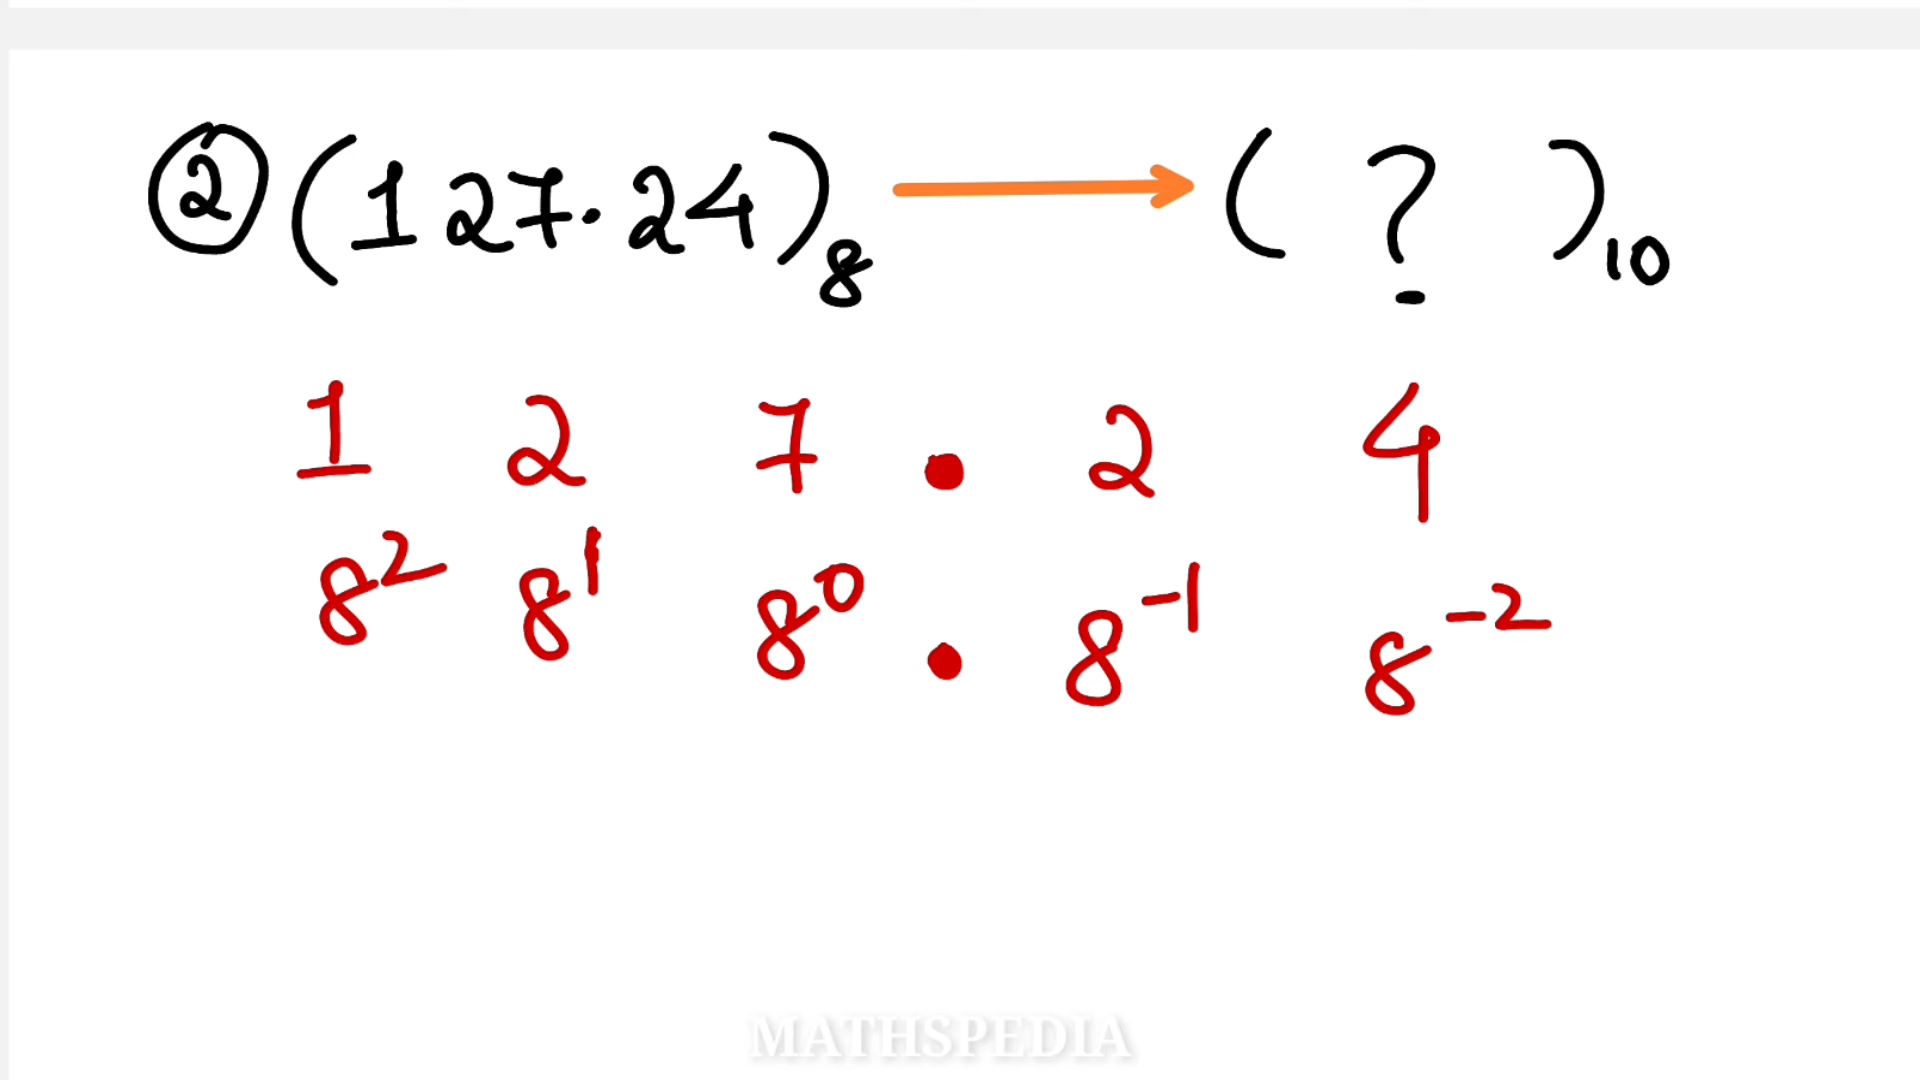 ② (127.24)₈ → ( ? )₁₀
1 2 7 . 2 4
8² 8¹ 8⁰ . 8⁻¹ 8⁻²
MATHSPEDIA